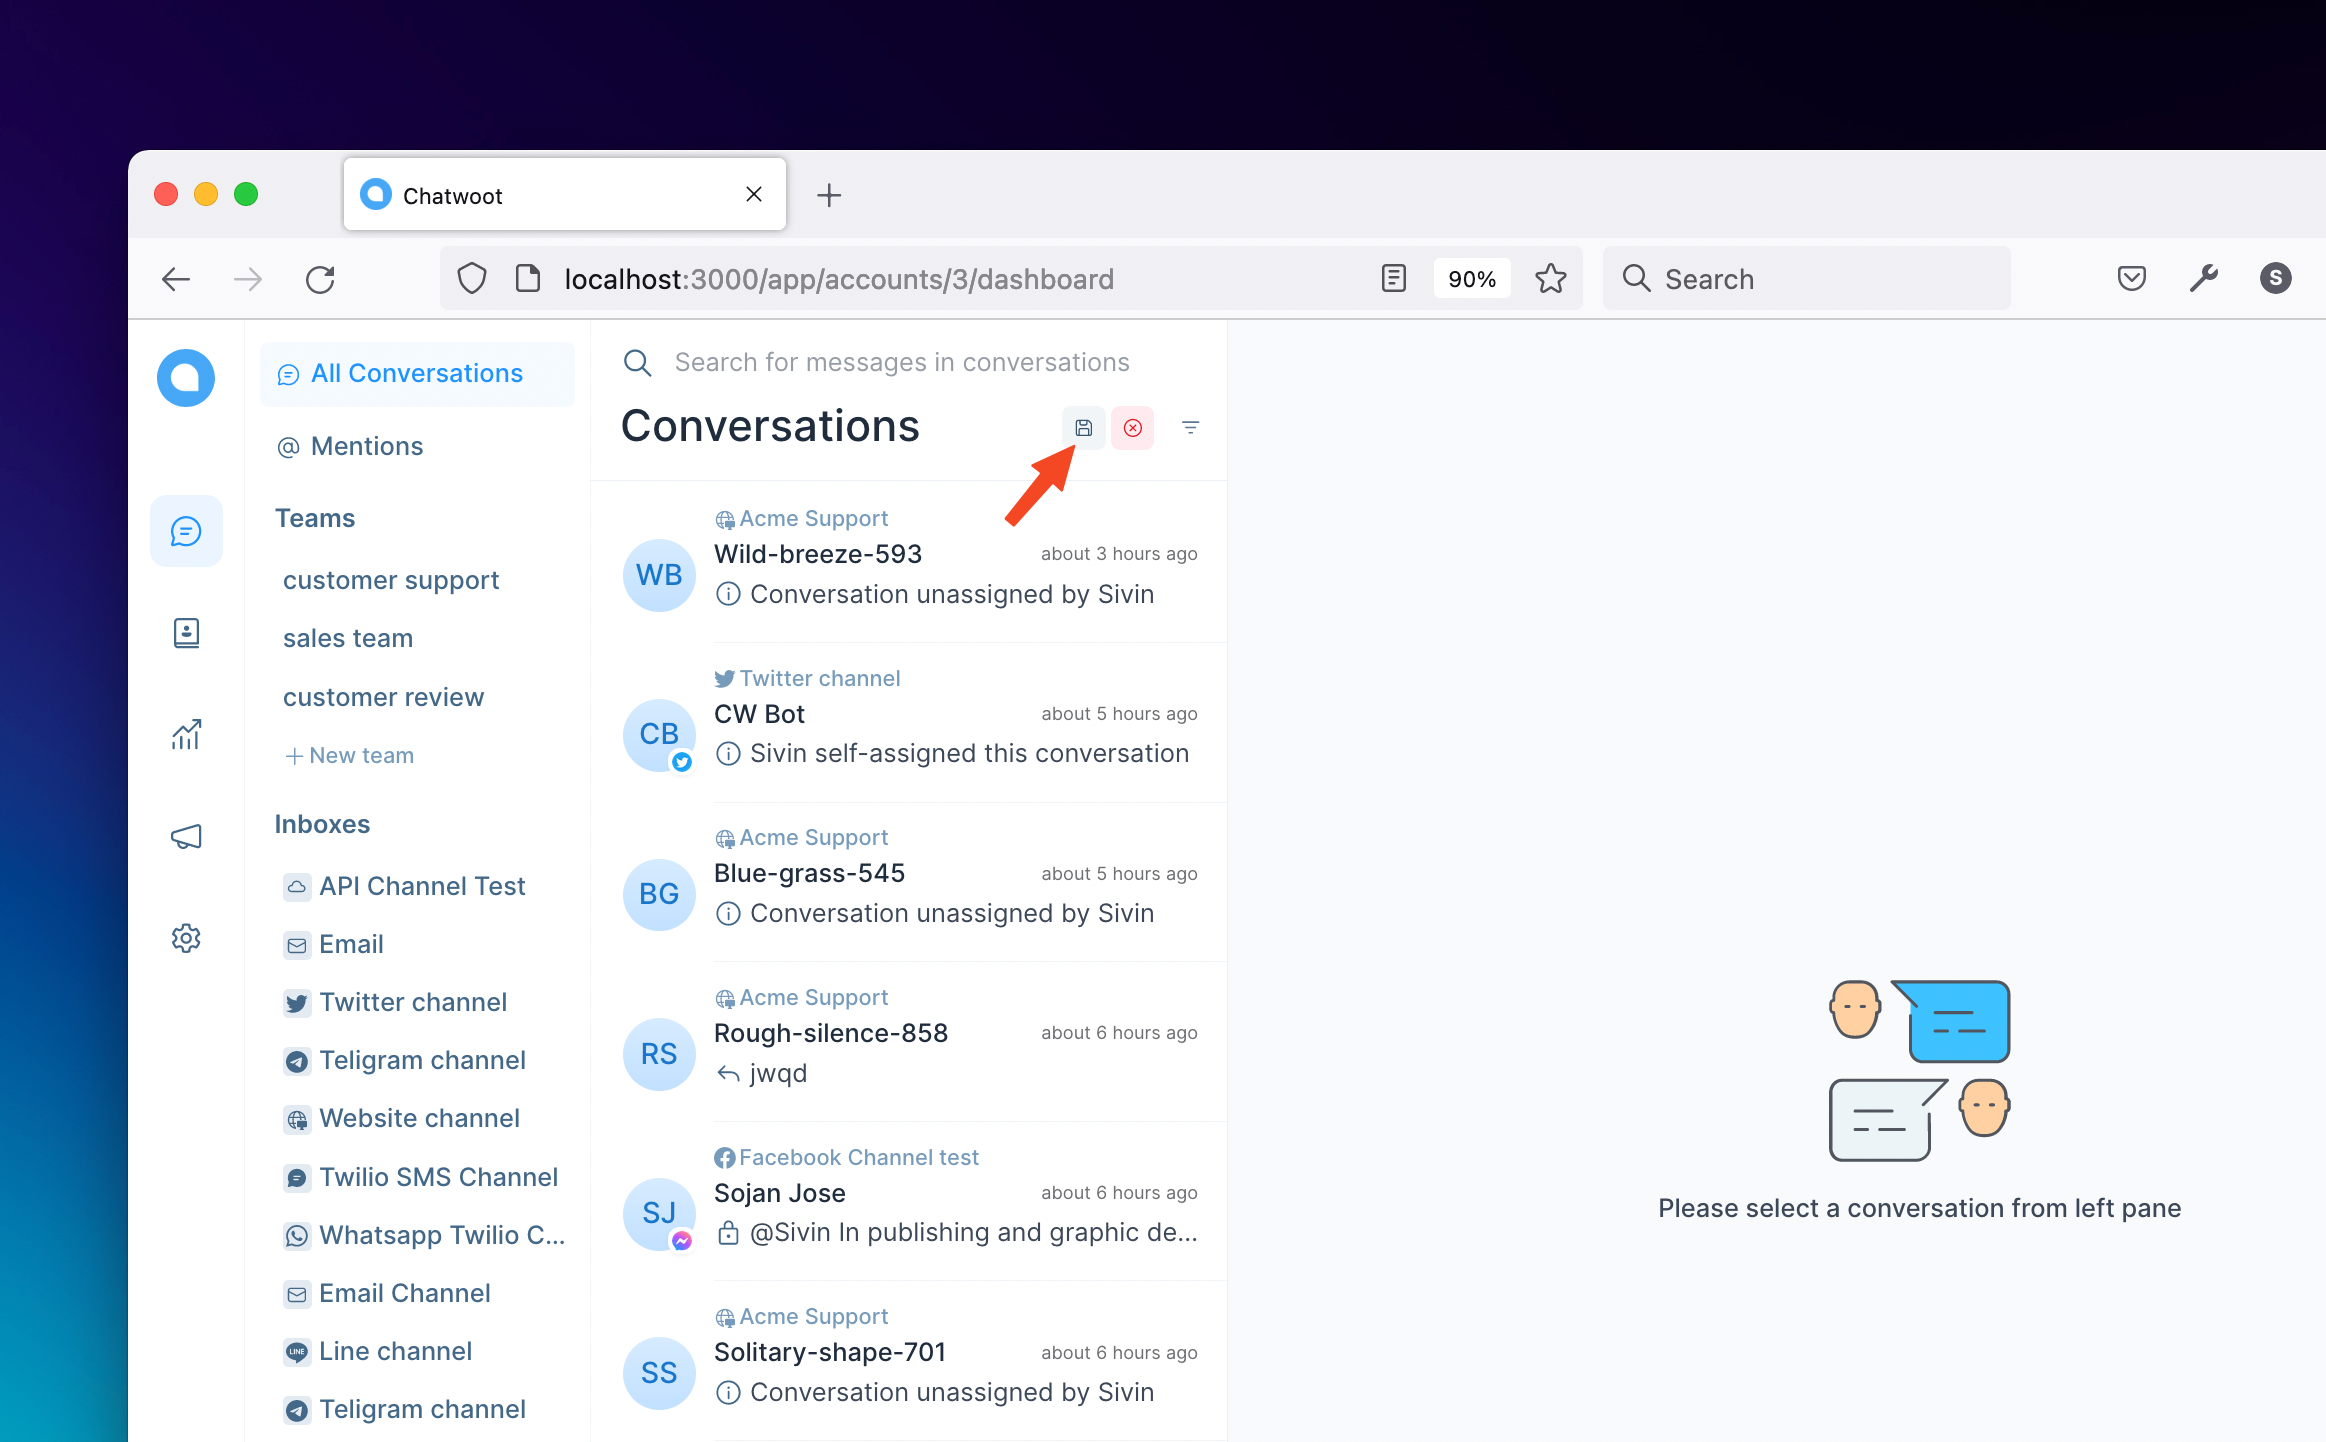 Chatwoot
localhost:3000/app/accounts/3/dashboard
90%
Search
S
All Conversations
@ Mentions
Teams
customer support
sales team
customer review
+ New team
Inboxes
API Channel Test
Email
Twitter channel
Teligram channel
Website channel
Twilio SMS Channel
Whatsapp Twilio C...
Email Channel
LINE
Line channel
Teligram channel
Search for messages in conversations
Conversations
Acme Support
WB
Wild-breeze-593
about 3 hours ago
Conversation unassigned by Sivin
Twitter channel
CB
CW Bot
about 5 hours ago
Sivin self-assigned this conversation
Acme Support
BG
Blue-grass-545
about 5 hours ago
Conversation unassigned by Sivin
Acme Support
RS
Rough-silence-858
about 6 hours ago
jwqd
Facebook Channel test
SJ
Sojan Jose
about 6 hours ago
@Sivin In publishing and graphic de...
Acme Support
SS
Solitary-shape-701
about 6 hours ago
Conversation unassigned by Sivin
Please select a conversation from left pane